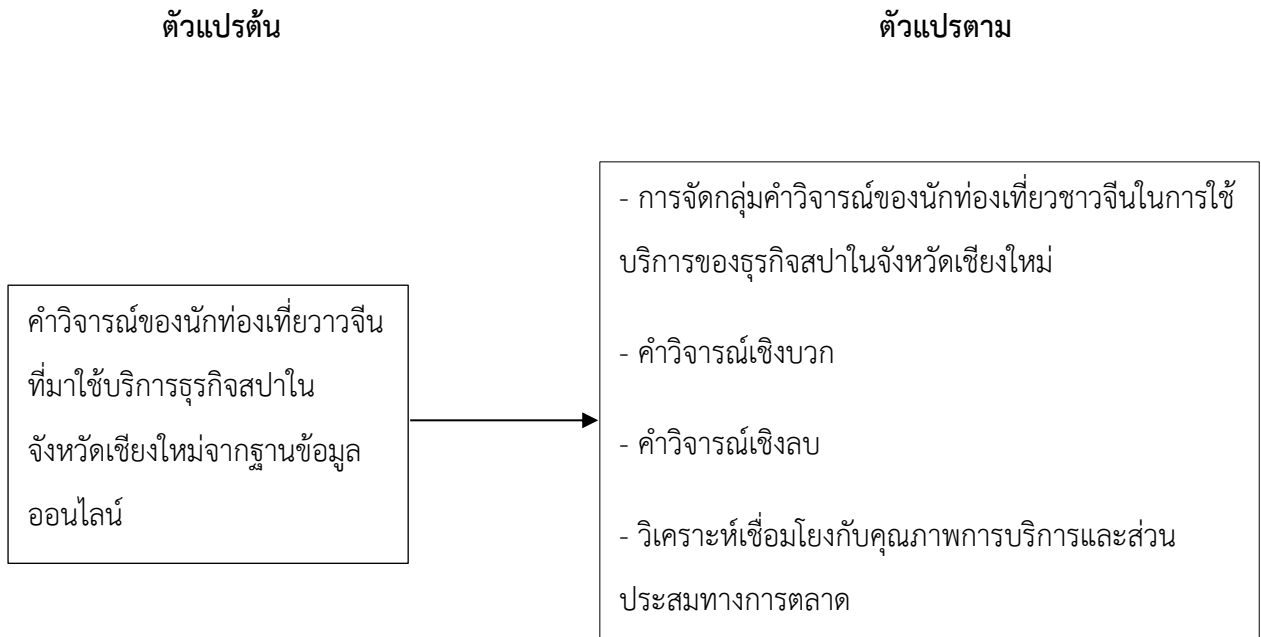 ตัวแปรต้น
ตัวแปรตาม
คำวิจารณ์ของนักท่องเที่ยวาวจีน
ที่มาใช้บริการธุรกิจสปาใน
จังหวัดเชียงใหม่จากฐานข้อมูล
ออนไลน์
- การจัดกลุ่มคำวิจารณ์ของนักท่องเที่ยวชาวจีนในการใช้
บริการของธุรกิจสปาในจังหวัดเชียงใหม่
- คำวิจารณ์เชิงบวก
- คำวิจารณ์เชิงลบ
- วิเคราะห์เชื่อมโยงกับคุณภาพการบริการและส่วน
ประสมทางการตลาด